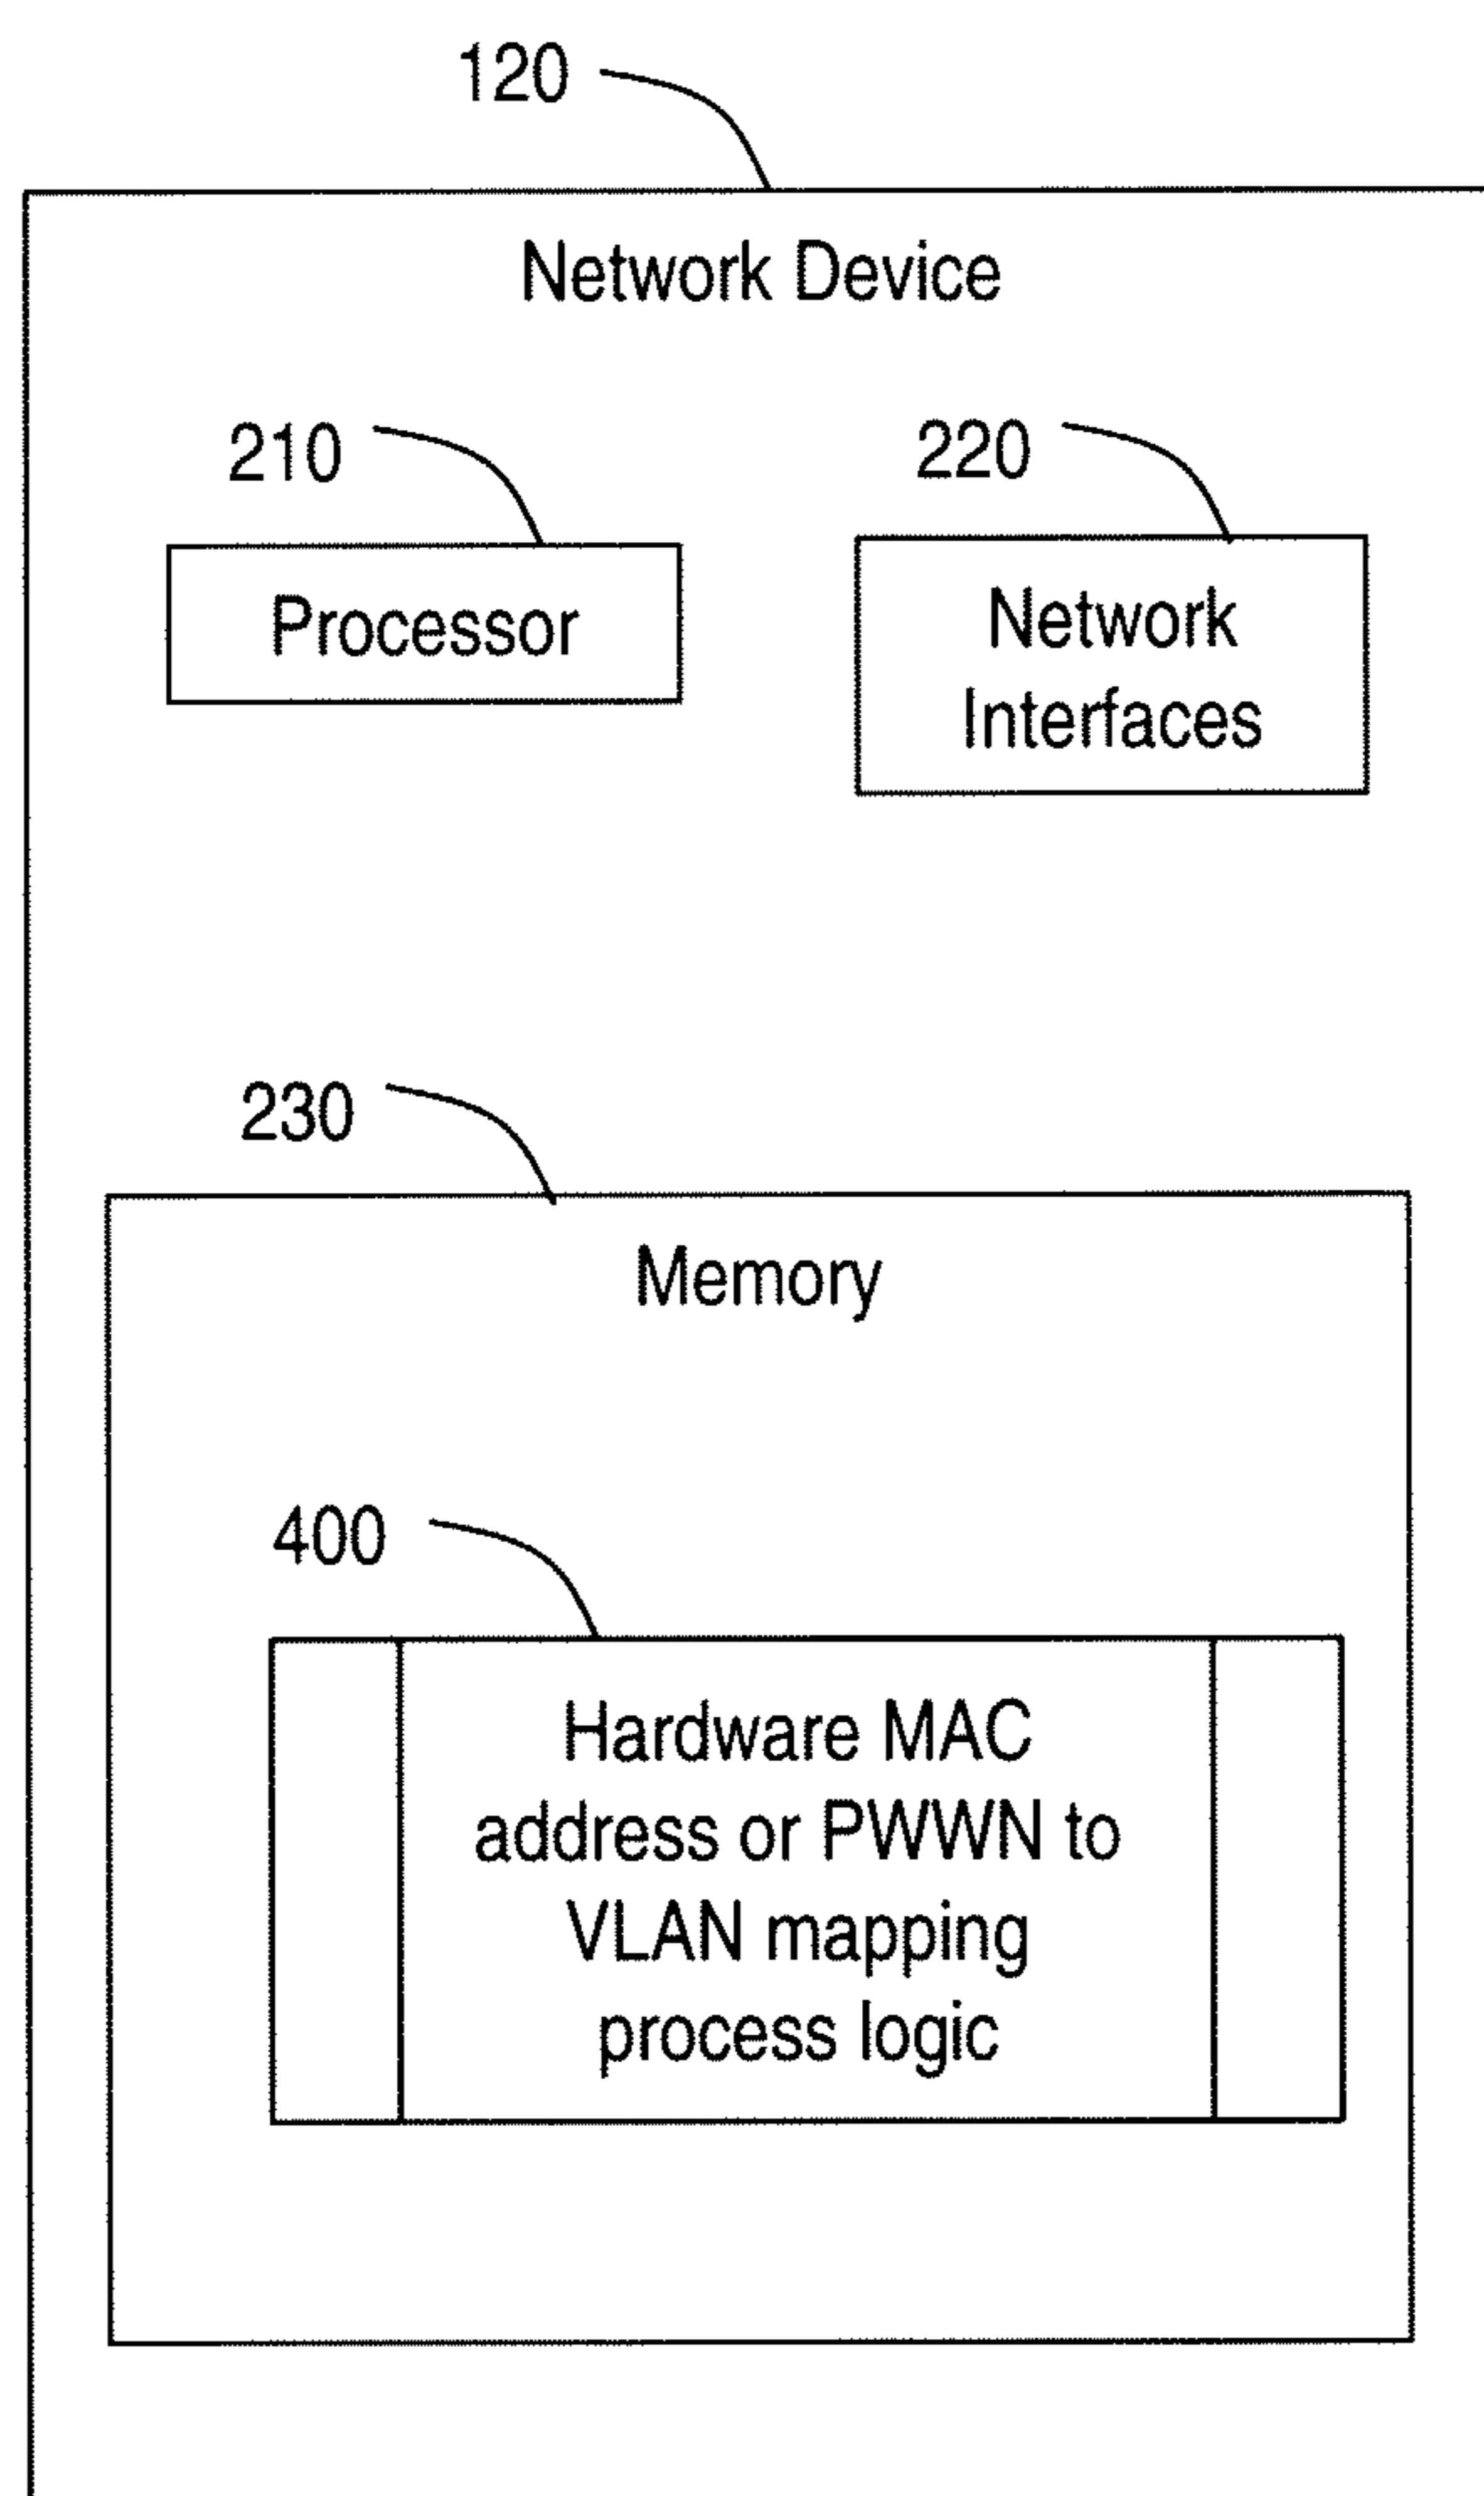 120
Network Device
210
220
Processor
Network
Interfaces
230
Memory
400
Hardware MAC
address or PWWN to
VLAN mapping
process logic